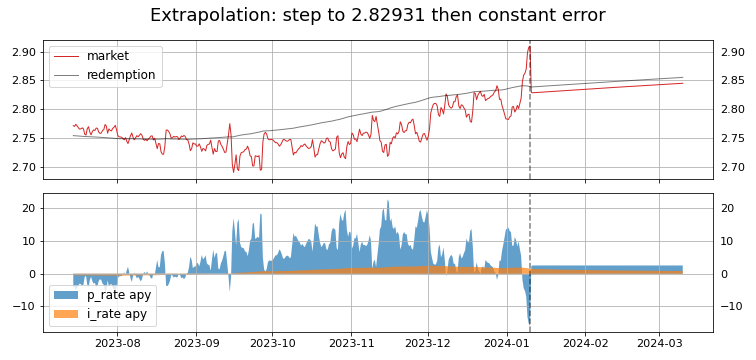 Extrapolation: step to 2.82931 then constant error
2.90 2.90
market
redemption
2.85 2.85
2.80 2.80
2.75 2.75
2.70 2.70
20 20
10 10
0 0
p_rate apy
i_rate apy
−10 −10
2023-08 2023-09 2023-10 2023-11 2023-12 2024-01 2024-02 2024-03